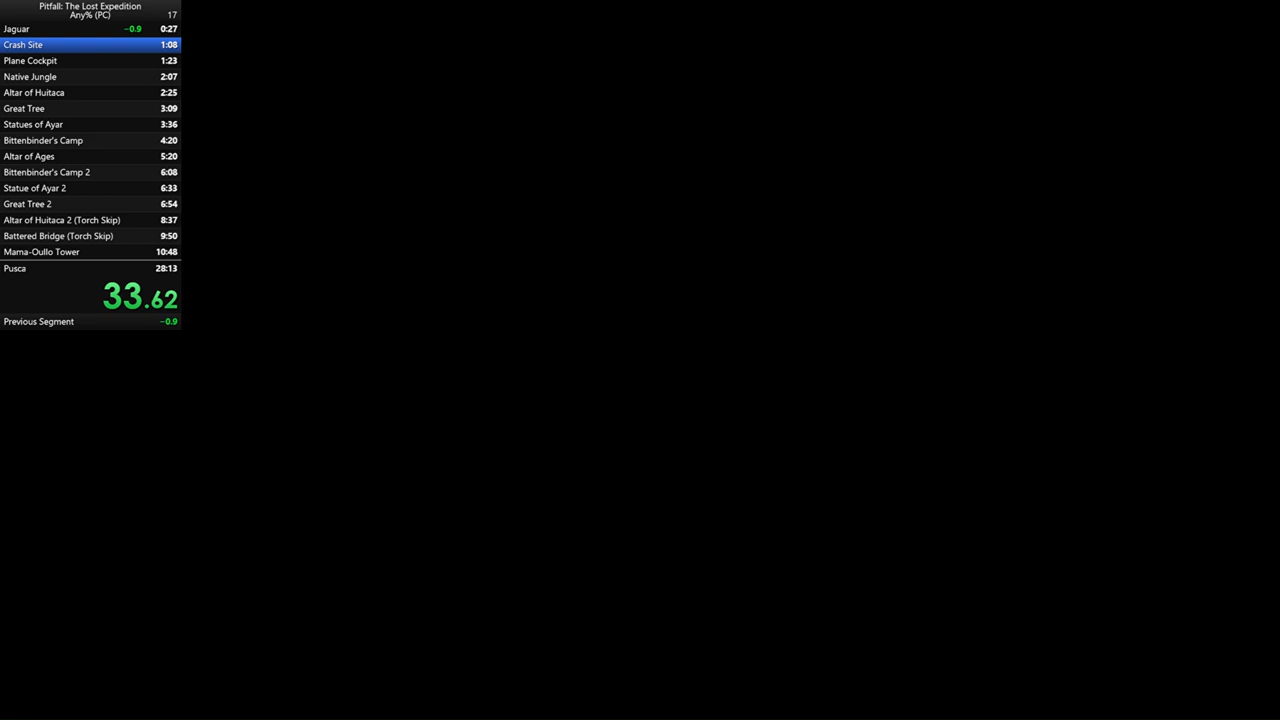 Pitfall: The Lost Expedition
Any% (PC) 17
Jaguar −0.9 0:27
Crash Site 1:08
Plane Cockpit 1:23
Native Jungle 2:07
Altar of Huitaca 2:25
Great Tree 3:09
Statues of Ayar 3:36
Bittenbinder's Camp 4:20
Altar of Ages 5:20
Bittenbinder's Camp 2 6:08
Statue of Ayar 2 6:33
Great Tree 2 6:54
Altar of Huitaca 2 (Torch Skip) 8:37
Battered Bridge (Torch Skip) 9:50
Mama-Oullo Tower 10:48
Pusca 28:13
33.62
Previous Segment −0.9